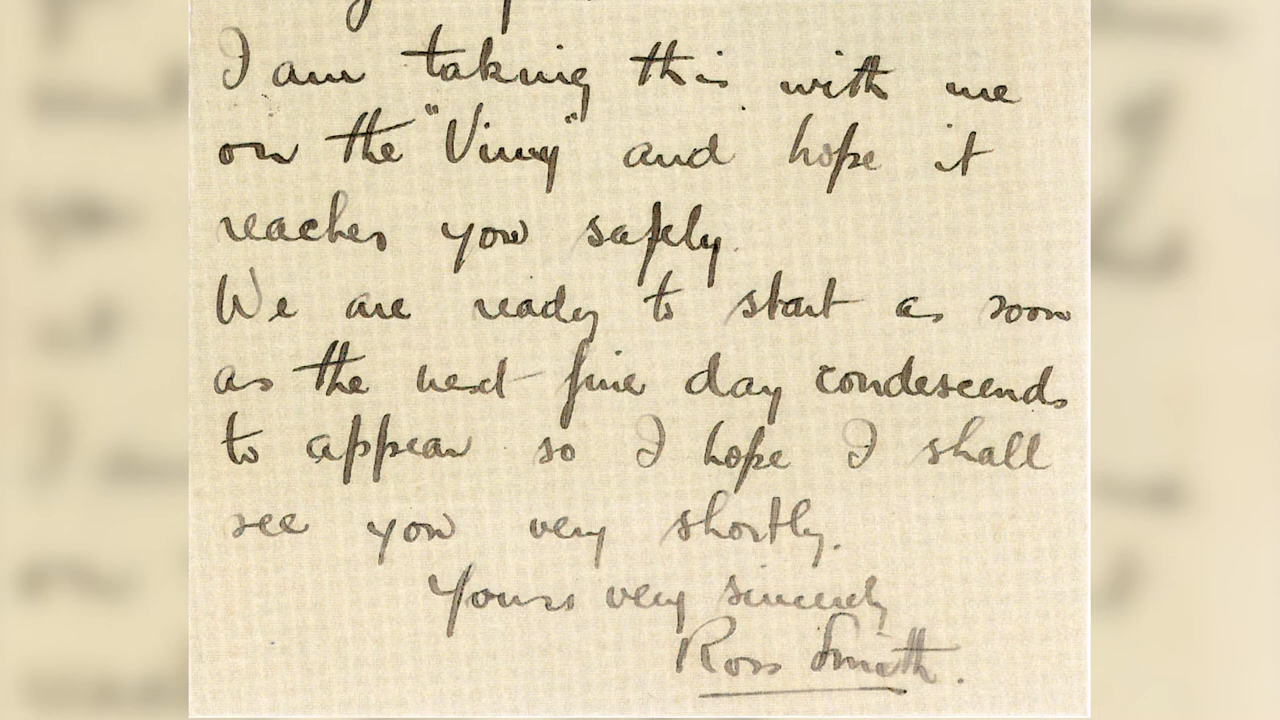 I am taking this with me
on the "Vimy" and hope it
reaches you safely.
We are ready to start as soon
as the next fine day condescends
to appear so I hope I shall
see you very shortly.
Yours very sincerely
Ross Smith.